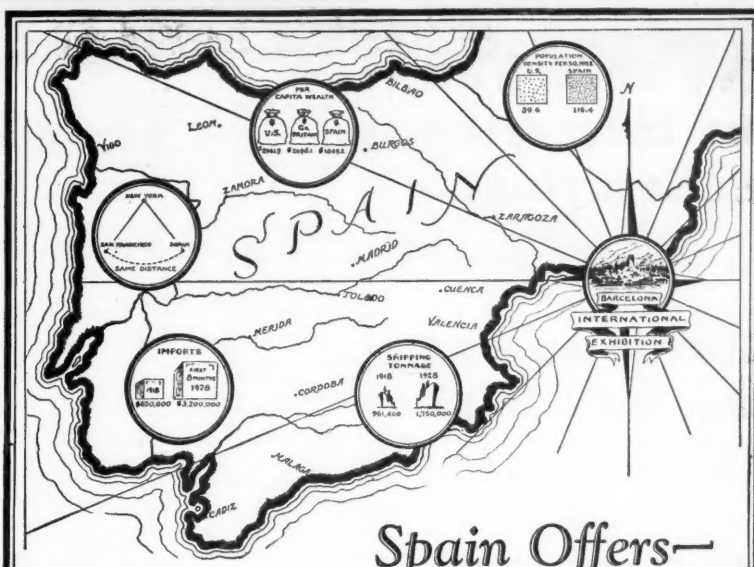 POPULATION
DENSITY PER SQ. MILE
U.S. SPAIN
39.6 116.4
N
PER
CAPITA WEALTH
U.S. GR. BRITAIN SPAIN
BILBAO
LEON.
BURGOS
VIGO
ZAMORA
ZARAGOZA
SPAIN
NEW YORK
SAN FRANCISCO SPAIN
SAME DISTANCE
MADRID
TOLEDO
CUENCA
BARCELONA
INTERNATIONAL
EXHIBITION
MERIDA
VALENCIA
IMPORTS
1918
FIRST
8 MONTHS
1928
$650,000 $3,200,000
SHIPPING
TONNAGE
1918 1928
961,400 1,750,000
CORDOBA
MALAGA
CADIZ
Spain Offers—